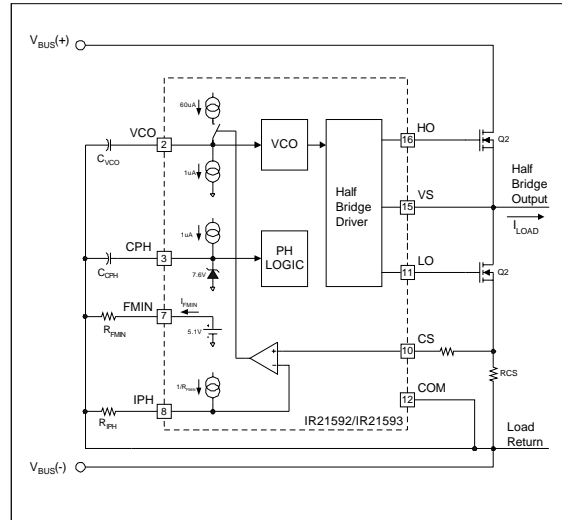 VBUS(+)
60uA
VCO
2
CVCO
1uA
VCO
16
HO
Q2
Half
Bridge
Driver
15
VS
Half
Bridge
Output
ILOAD
1uA
CPH
3
CCPH
7.6V
PH
LOGIC
11
LO
Q2
FMIN
7
IFMIN
RFMIN
5.1V
+
-
10
CS
RCS
1/RFMIN
IPH
8
RIPH
12
COM
IR21592/IR21593
Load
Return
VBUS(-)